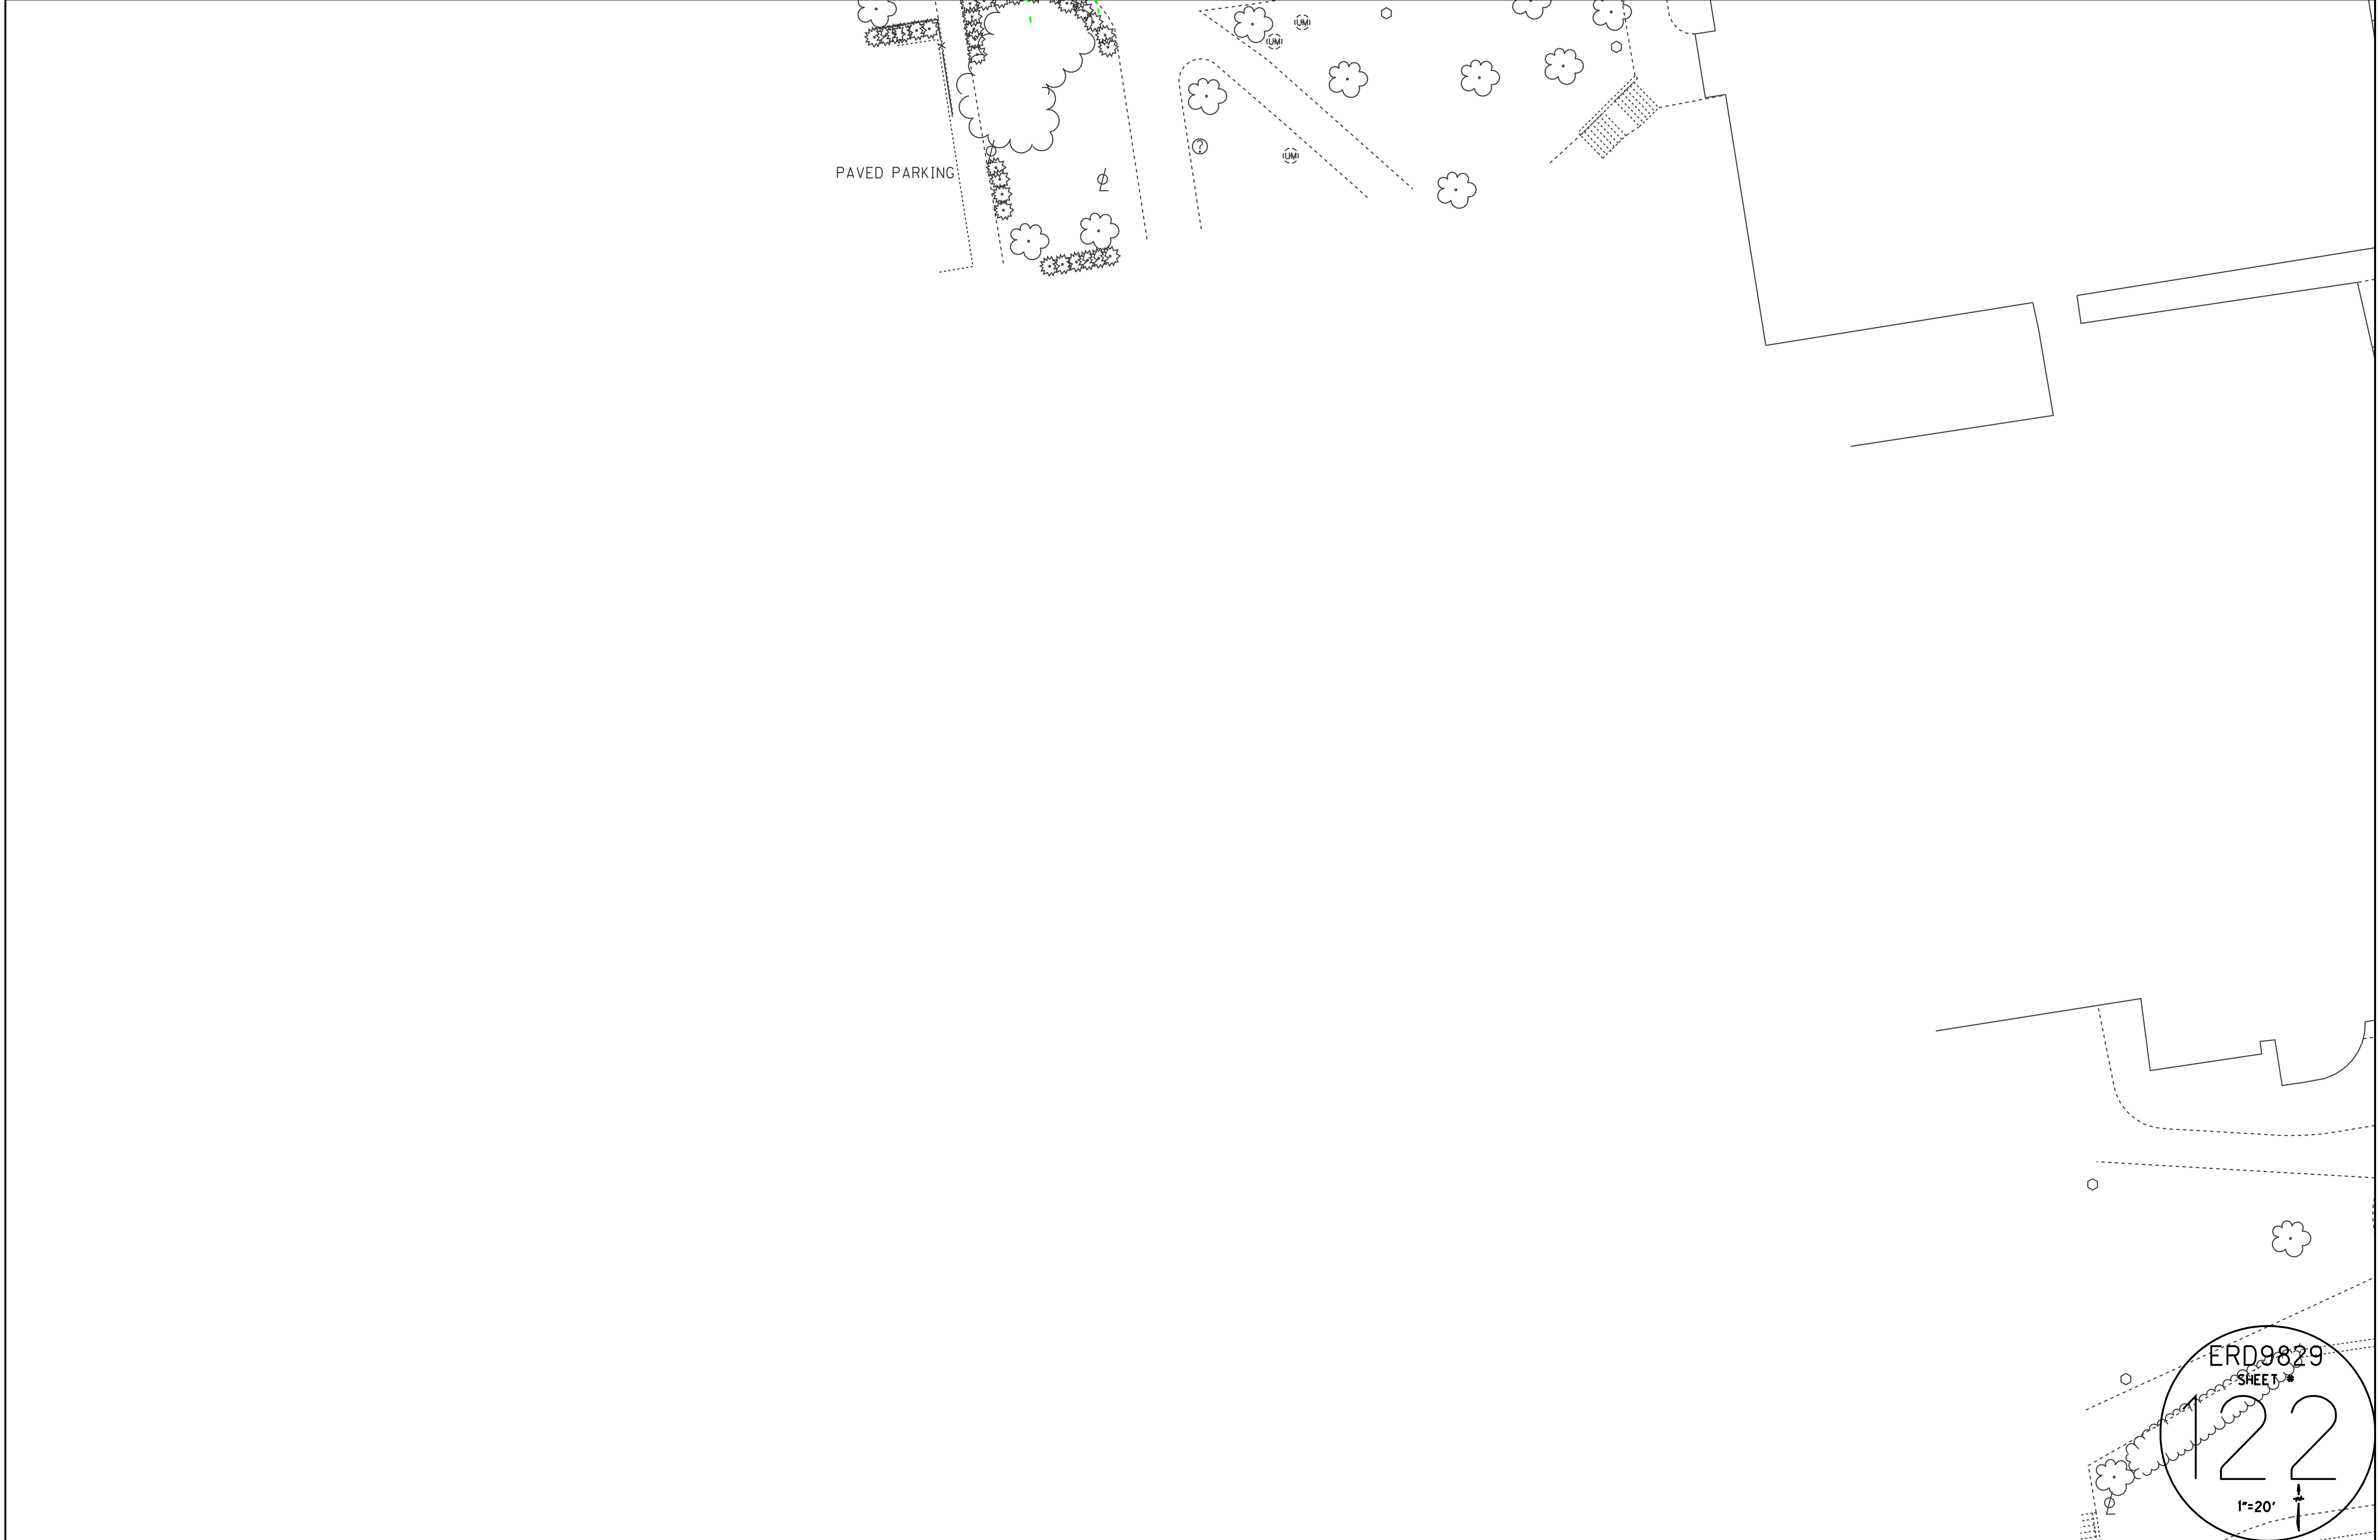 (UM)
(UM)
?
(UM)
PAVED PARKING
ERD9829
SHEET #
122
1"=20'